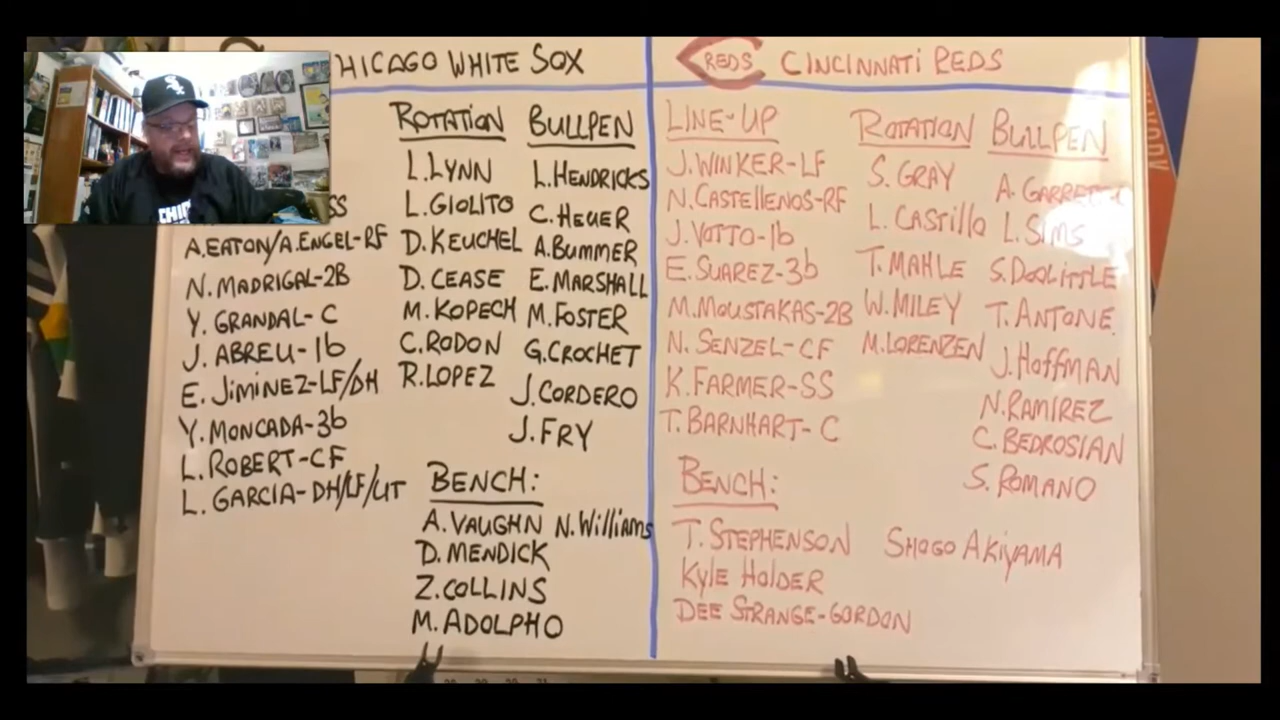 HICAGO WHITE SOX
ROTATION
L. LYNN
L. GIOLITO
D. KEUCHEL
D. CEASE
M. KOPECH
C. RODON
R. LOPEZ
BULLPEN
L. HENDRICKS
C. HEUER
A. BUMMER
E. MARSHALL
M. FOSTER
G. CROCHET
J. CORDERO
J. FRY
SS
A. EATON/A. ENGEL-RF
N. MADRIGAL-2B
Y. GRANDAL-C
J. ABREU-1b
E. JIMINEZ-LF/DH
Y. MONCADA-3b
L. ROBERT-CF
L. GARCIA-DH/LF/UT
BENCH:
A. VAUGHN N. Williams
D. MENDICK
Z. COLLINS
M. ADOLPHO
REDS CINCINNATI REDS
LINE-UP
J. WINKER-LF
N. CASTELLENOS-RF
J. VOTTO-1b
E. SUAREZ-3b
M. MOUSTAKAS-2B
N. SENZEL-CF
K. FARMER-SS
T. BARNHART-C
ROTATION
S. GRAY
L. CASTILLO
T. MAHLE
W. MILEY
M. LORENZEN
BULLPEN
A. GARRETT
L. SIMS
S. DOOLITTLE
T. ANTONE
J. HOFFMAN
N. RAMIREZ
C. BEDROSIAN
S. ROMANO
BENCH:
T. STEPHENSON SHOGO AKIYAMA
KYLE HOLDER
DEE STRANGE-GORDON